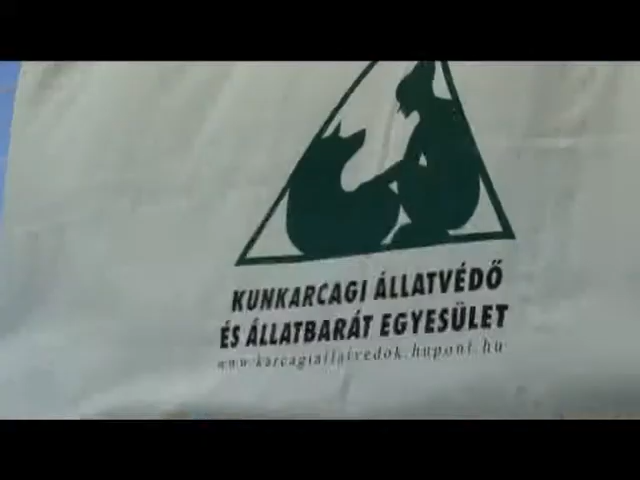 KUNKARCAGI ÁLLATVÉDŐ
ÉS ÁLLATBARÁT EGYESÜLET
www.karcagiallatvedok.hupont.hu